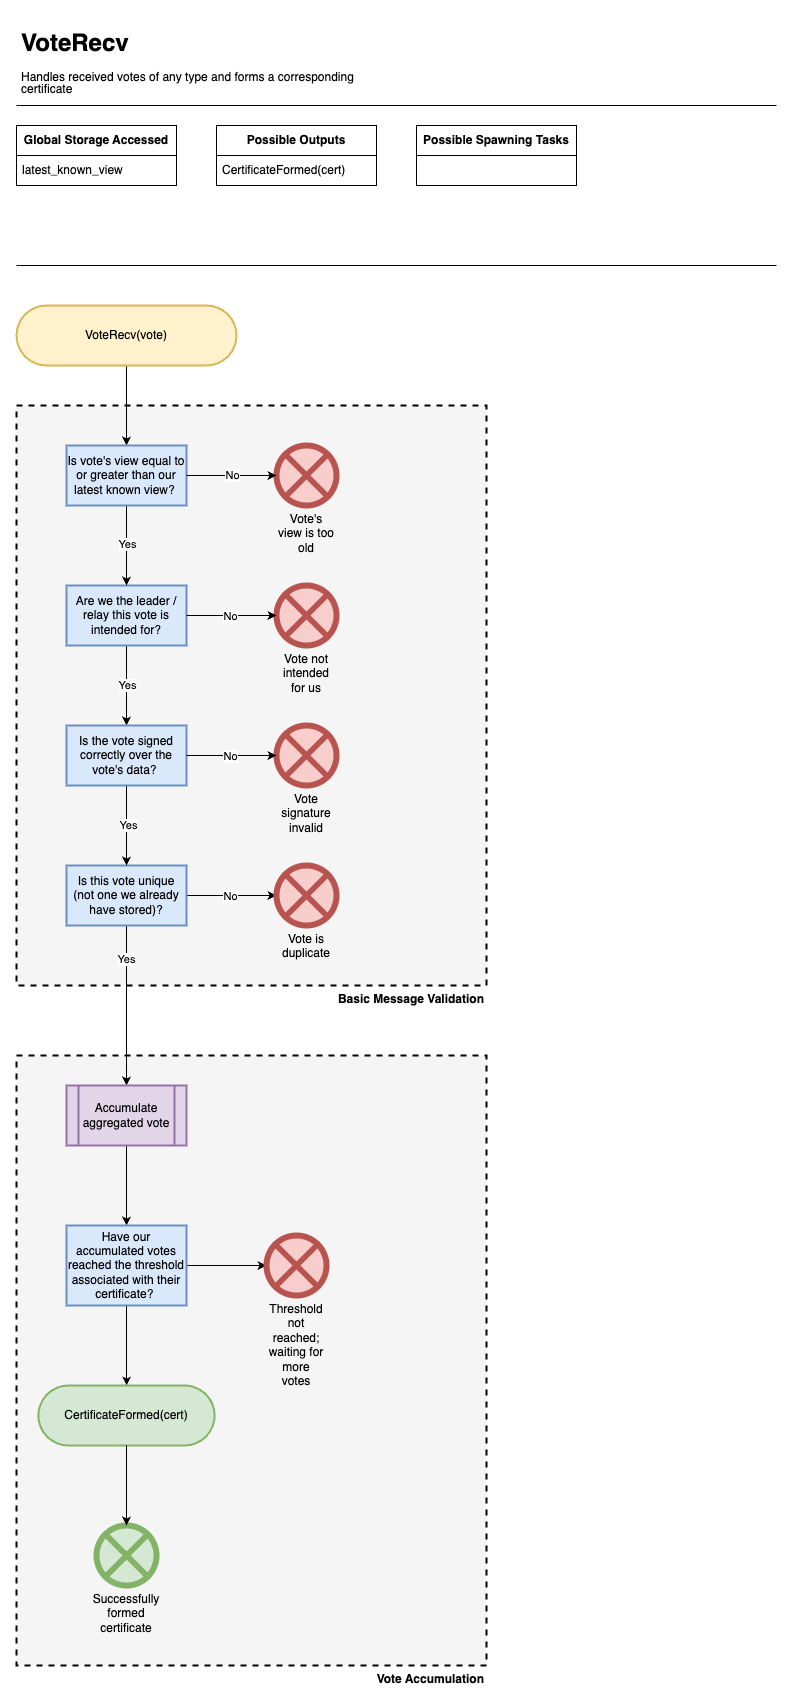 VoteRecv
Handles received votes of any type and forms a corresponding
certificate
Global Storage Accessed
latest_known_view
Possible Outputs
CertificateFormed(cert)
Possible Spawning Tasks
VoteRecv(vote)
Is vote's view equal to
or greater than our
latest known view?
No
Vote's
view is too
old
Yes
Are we the leader /
relay this vote is
intended for?
No
Vote not
intended
for us
Yes
Is the vote signed
correctly over the
vote's data?
No
Vote
signature
invalid
Yes
Is this vote unique
(not one we already
have stored)?
No
Vote is
duplicate
Yes
Basic Message Validation
Accumulate
aggregated vote
Have our
accumulated votes
reached the threshold
associated with their
certificate?
Threshold
not
reached;
waiting for
more
votes
CertificateFormed(cert)
Successfully
formed
certificate
Vote Accumulation